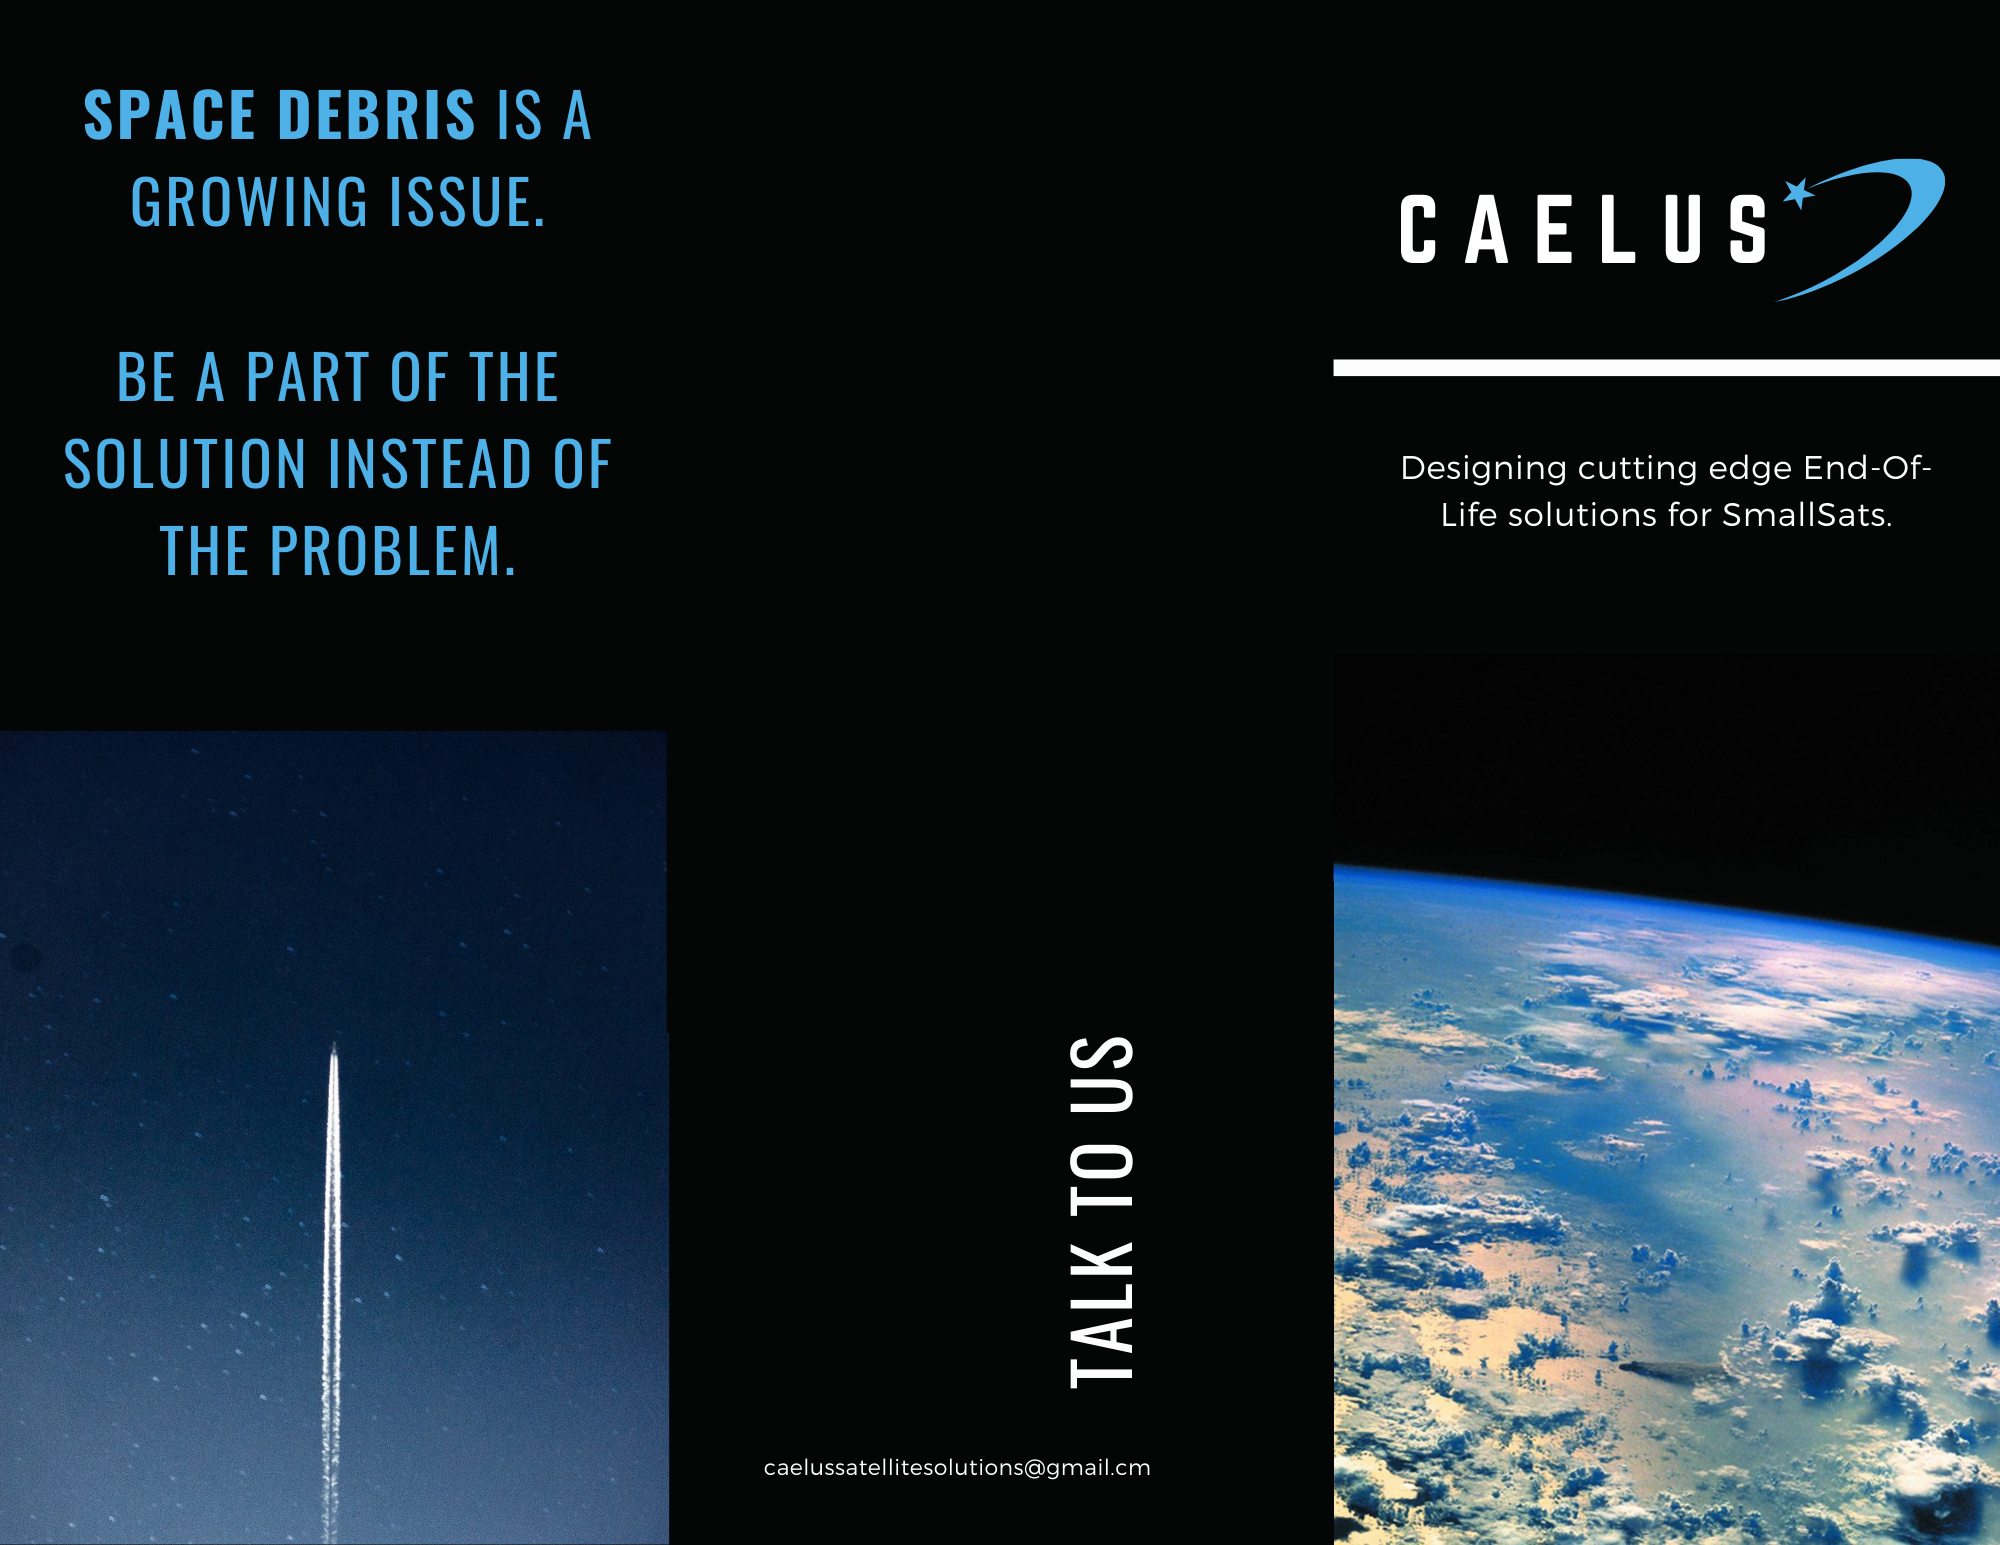 SPACE DEBRIS IS A
GROWING ISSUE.
BE A PART OF THE
SOLUTION INSTEAD OF
THE PROBLEM.
TALK TO US
caelussatellitesolutions@gmail.cm
CAELUS
Designing cutting edge End-Of-
Life solutions for SmallSats.